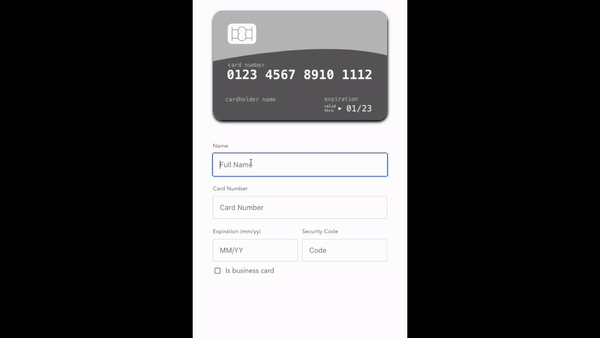 card number
0123 4567 8910 1112
cardholder name
expiration
valid thru
01/23
Name
Full Name
Card Number
Card Number
Expiration (mm/yy)
Security Code
MM/YY
Code
Is business card